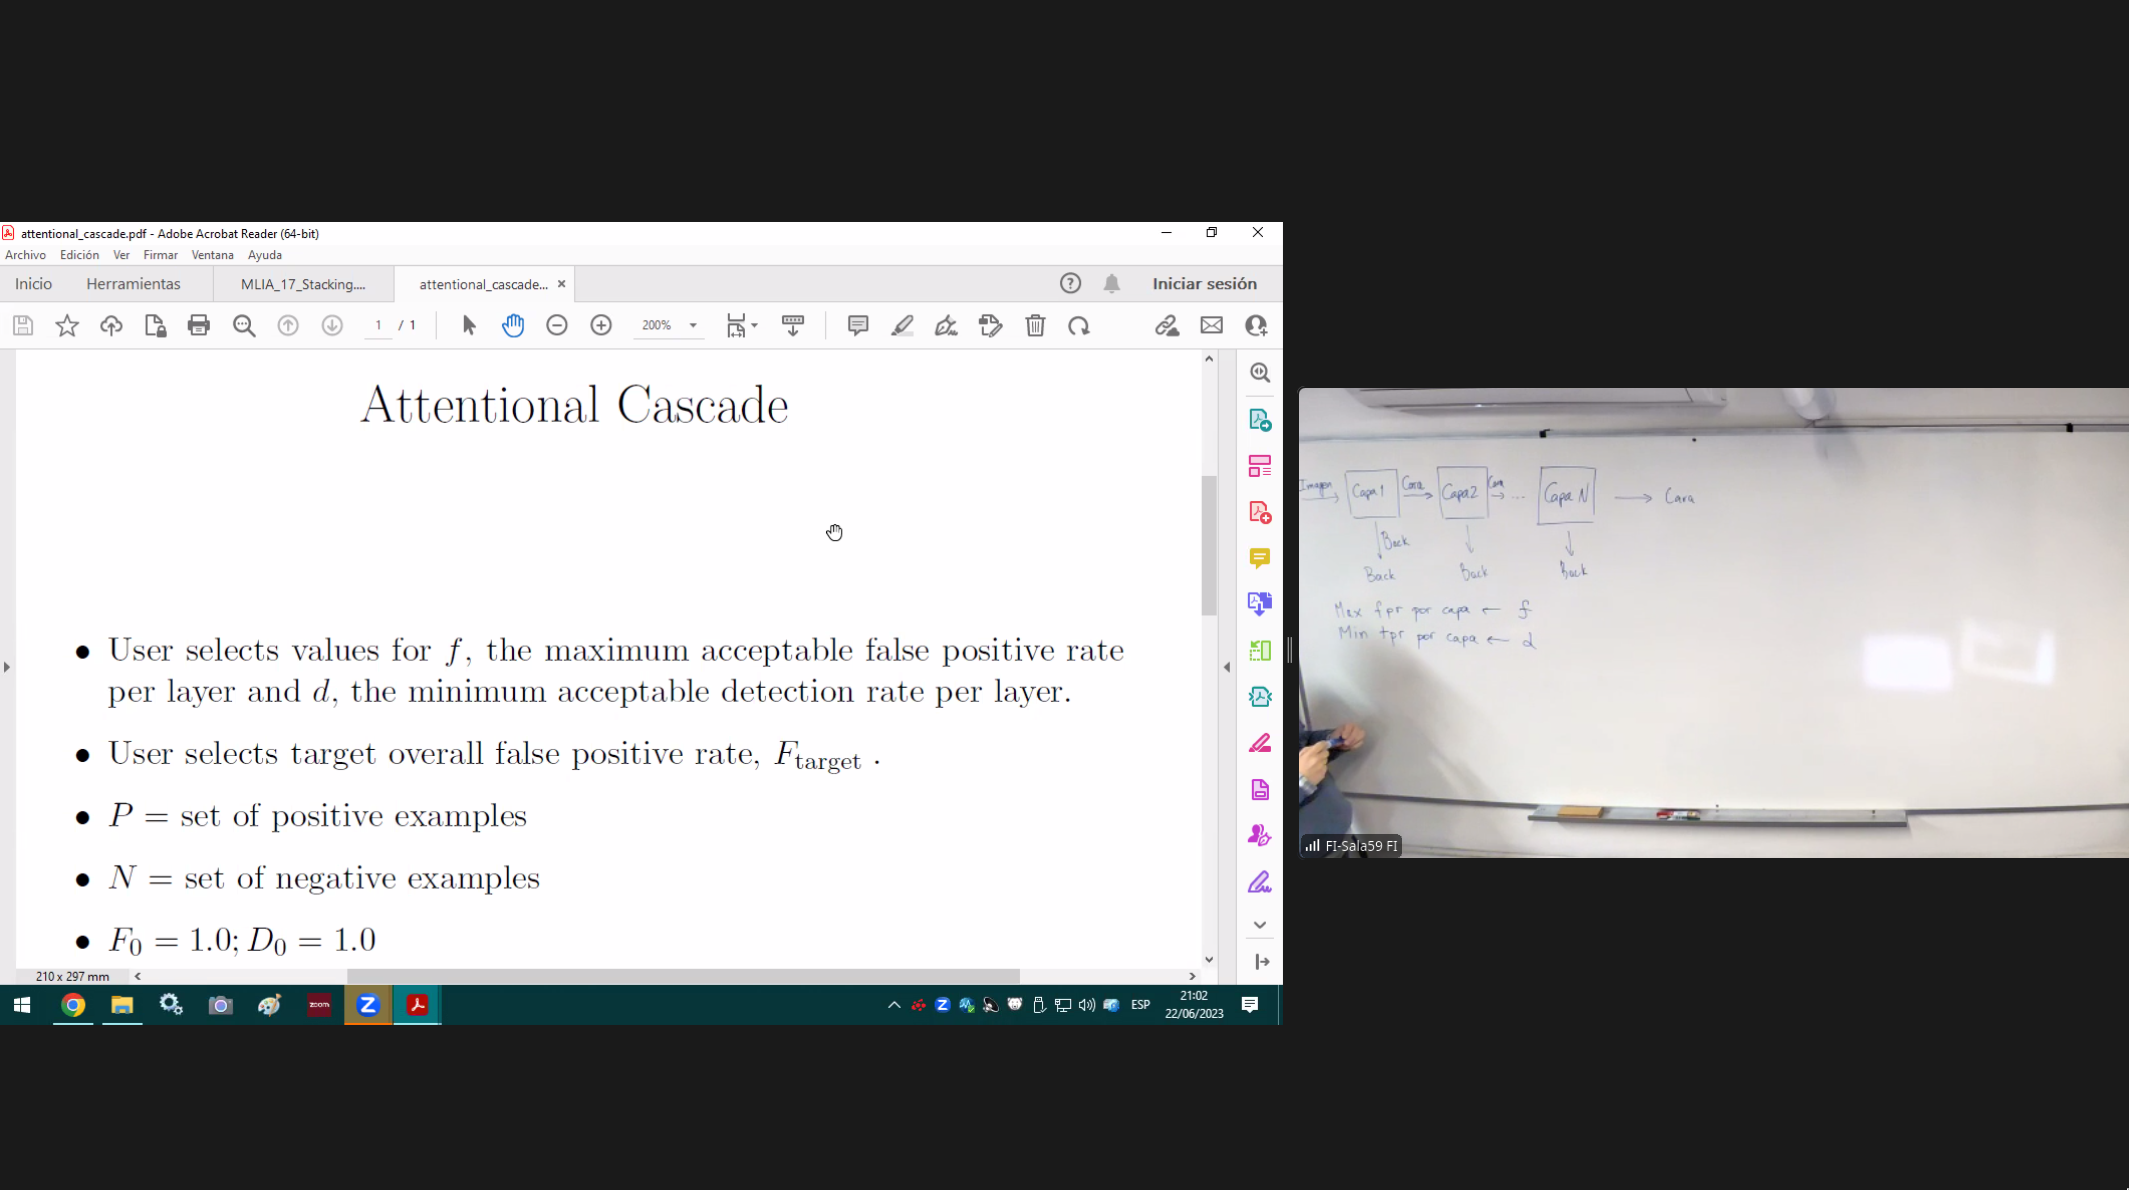 attentional_cascade.pdf - Adobe Acrobat Reader (64-bit)
Archivo Edición Ver Firmar Ventana Ayuda
Inicio Herramientas MLIA_17_Stacking.... attentional_cascade... × Iniciar sesión
1 / 1 200%
Attentional Cascade
• User selects values for f, the maximum acceptable false positive rate
per layer and d, the minimum acceptable detection rate per layer.
• User selects target overall false positive rate, F_target .
• P = set of positive examples
• N = set of negative examples
• F₀ = 1.0; D₀ = 1.0
210 x 297 mm
zoom Z Z ESP 21:02
22/06/2023
Imagen Capa 1 Cara Capa 2 Cara ... Capa N → Cara
Back
Back Back Back
Max fpr por capa ← f
Min tpr por capa ← d
FI-Sala59 FI